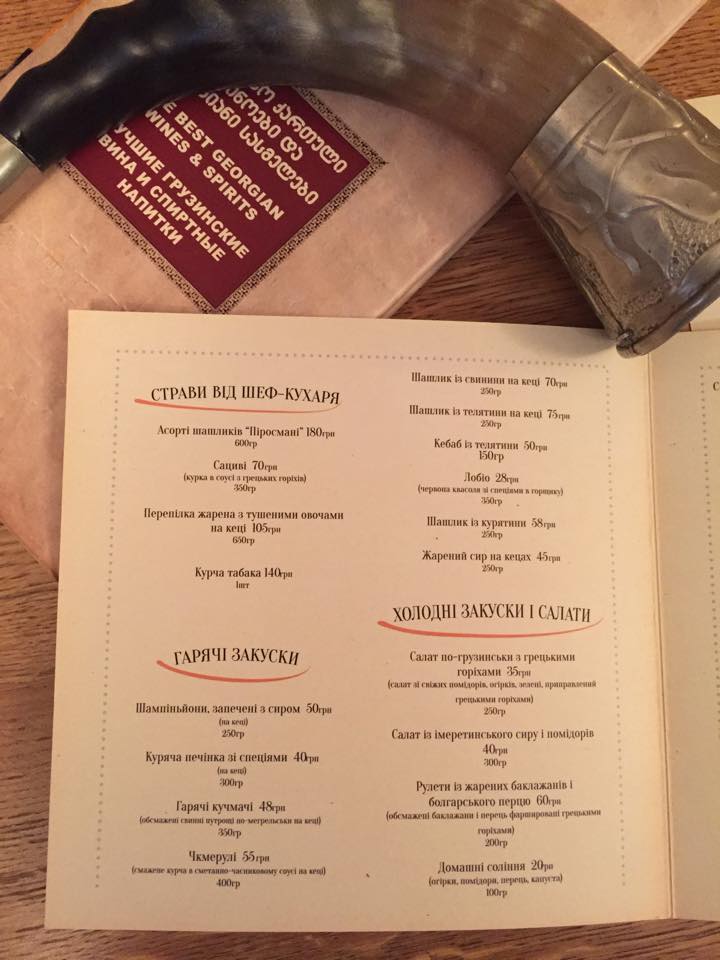 ᲗᲔᲡᲝ ᲥᲐᲠᲗᲣᲚᲘ
ᲦᲕᲘᲜᲝᲔᲑᲘ ᲓᲐ
ᲡᲐᲡᲛᲔᲚᲔᲑᲘ
BEST GEORGIAN
WINES & SPIRITS
ЛУЧШИЕ ГРУЗИНСКИЕ
ВИНА И СПИРТНЫЕ
НАПИТКИ
СТРАВИ ВІД ШЕФ-КУХАРЯ
Асорті шашликів "Піросмані" 180грн
600гр
Сациві 70грн
(курка в соусі з грецьких горіхів)
350гр
Перепілка жарена з тушеними овочами
на кеці 105грн
650гр
Курча табака 140грн
1шт
ГАРЯЧІ ЗАКУСКИ
Шампіньйони, запечені з сиром 50грн
(на кеці)
250гр
Куряча печінка зі спеціями 40грн
(на кеці)
300гр
Гарячі кучмачі 48грн
(обсмажені свинні путрощі по-мегрельськи на кеці)
350гр
Чкмерулі 55грн
(смажене курча в сметанно-часниковому соусі на кеці)
400гр
Шашлик із свинини на кеці 70грн
250гр
Шашлик із телятини на кеці 75грн
250гр
Кебаб із телятини 50грн
150гр
Лобіо 28грн
(червона квасоля зі спеціями в горщику)
350гр
Шашлик із курятини 58грн
250гр
Жарений сир на кецах 45грн
250гр
ХОЛОДНІ ЗАКУСКИ І САЛАТИ
Салат по-грузинськи з грецькими
горіхами 35грн
(салат зі свіжих помідорів, огірків, зелені, приправлений
грецькими горіхами)
250гр
Салат із імеретинського сиру і помідорів
40грн
300гр
Рулети із жарених баклажанів і
болгарського перцю 60грн
(обсмажені баклажани і перець фаршировані грецькими
горіхами)
200гр
Домашні соління 20грн
(огірки, помідори, перець, капуста)
100гр